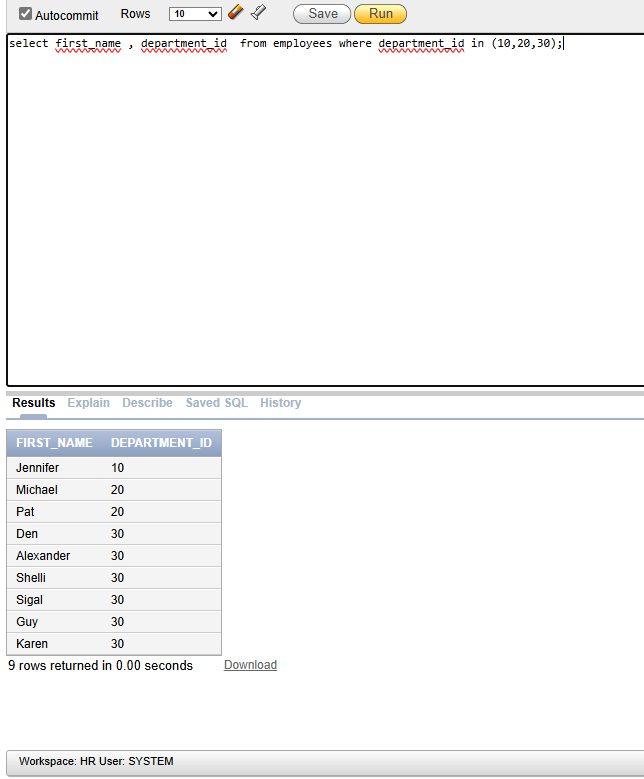 Autocommit Rows 10 Save Run
select first_name , department_id  from employees where department_id in (10,20,30);
Results Explain Describe Saved SQL History
FIRST_NAME DEPARTMENT_ID
Jennifer 10
Michael 20
Pat 20
Den 30
Alexander 30
Shelli 30
Sigal 30
Guy 30
Karen 30
9 rows returned in 0.00 seconds Download
Workspace: HR User: SYSTEM